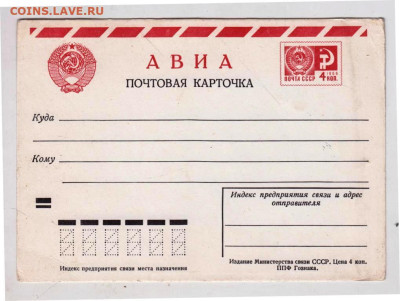 COINS.LAVE.RU
АВИА
ПОЧТОВАЯ КАРТОЧКА
ПОЧТА СССР
4 коп.
Куда
Кому
Индекс предприятия связи и адрес
отправителя
Индекс предприятия связи места назначения
Издание Министерства связи СССР. Цена 4 коп.
ППФ Гознака.